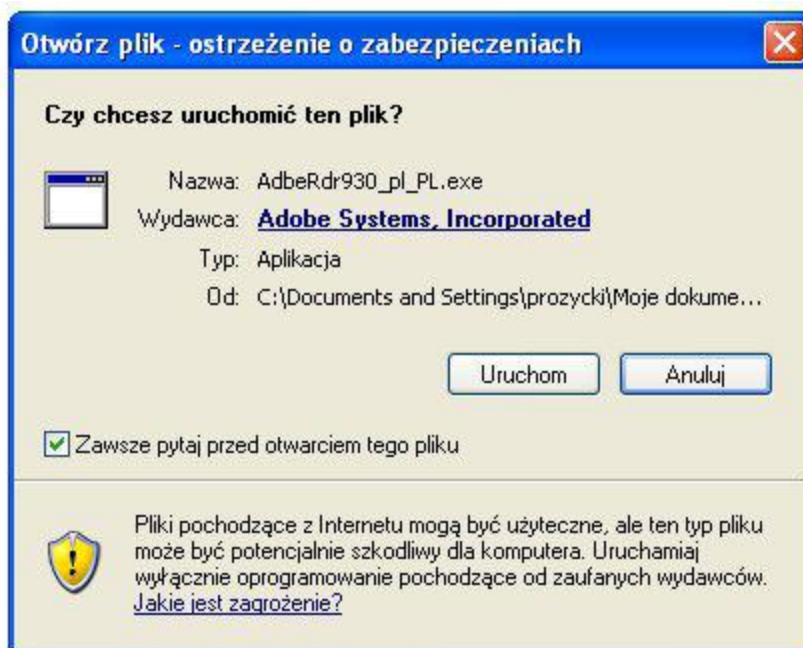 Otwórz plik - ostrzeżenie o zabezpieczeniach
Czy chcesz uruchomić ten plik?
Nazwa: AdbeRdr930_pl_PL.exe
Wydawca: Adobe Systems, Incorporated
Typ: Aplikacja
Od: C:\Documents and Settings\prozycki\Moje dokume...
Uruchom Anuluj
Zawsze pytaj przed otwarciem tego pliku
Pliki pochodzące z Internetu mogą być użyteczne, ale ten typ pliku
może być potencjalnie szkodliwy dla komputera. Uruchamiaj
wyłącznie oprogramowanie pochodzące od zaufanych wydawców.
Jakie jest zagrożenie?